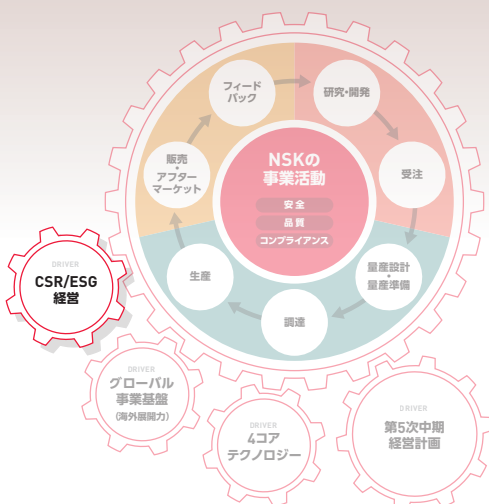 フィード
バック
研究・開発
受注
量産設計
・
量産準備
調達
生産
販売
・
アフター
マーケット
NSKの
事業活動
安全
品質
コンプライアンス
DRIVER
CSR/ESG
経営
DRIVER
グローバル
事業基盤
(海外展開力)
DRIVER
4コア
テクノロジー
DRIVER
第5次中期
経営計画